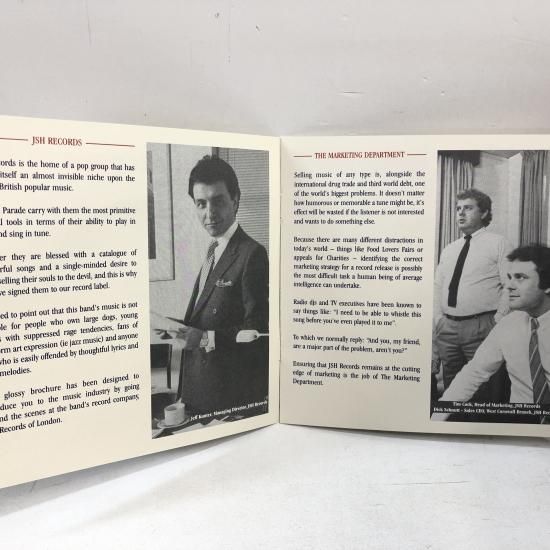 JSH RECORDS
ords is the home of a pop group that has
itself an almost invisible niche upon the
British popular music.
Parade carry with them the most primitive
l tools in terms of their ability to play in
nd sing in tune.
er they are blessed with a catalogue of
rful songs and a single-minded desire to
selling their souls to the devil, and this is why
ve signed them to our record label.
ed to point out that this band's music is not
ble for people who own large dogs, young
s with suppressed rage tendencies, fans of
orm art expression (ie jazz music) and anyone
who is easily offended by thoughtful lyrics and
melodies.
glossy brochure has been designed to
duce you to the music industry by going
nd the scenes at the band's record company,
Records of London.
Jeff Managing Director, JSH Records
THE MARKETING DEPARTMENT
Selling music of any type is, alongside the
international drug trade and third world debt, one
of the world's biggest problems. It doesn't matter
how humorous or memorable a tune might be, it's
effect will be wasted if the listener is not interested
and wants to do something else.
Because there are many different distractions in
today's world – things like Food Lovers Fairs or
appeals for Charities – identifying the correct
marketing strategy for a record release is possibly
the most difficult task a human being of average
intelligence can undertake.
Radio djs and TV executives have been known to
say things like: "I need to be able to whistle this
song before you've even played it to me".
To which we normally reply: "And you, my friend,
are a major part of the problem, aren't you?"
Ensuring that JSH Records remains at the cutting
edge of marketing is the job of The Marketing
Department.
Tim Head of Marketing, JSH Records
Dick Schmutt – Sales CEO, West Cornwall Branch, JSH Rec